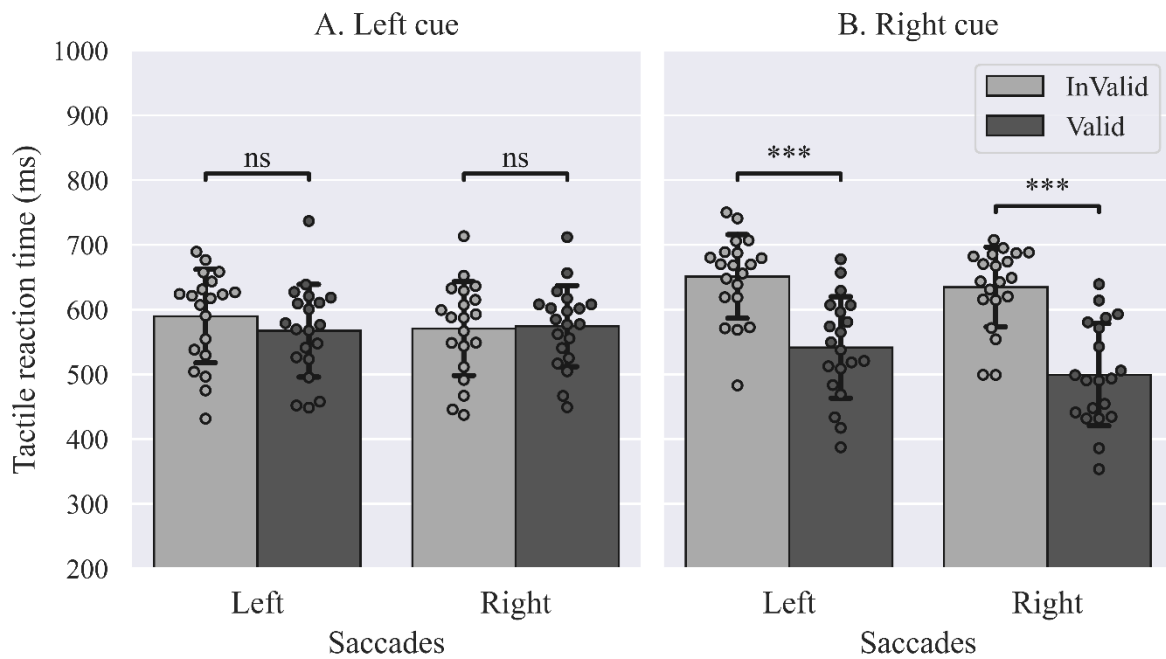 A. Left cue
B. Right cue
Tactile reaction time (ms)
1000
900
800
700
600
500
400
300
200
ns
ns
***
***
InValid
Valid
Left
Right
Left
Right
Saccades
Saccades